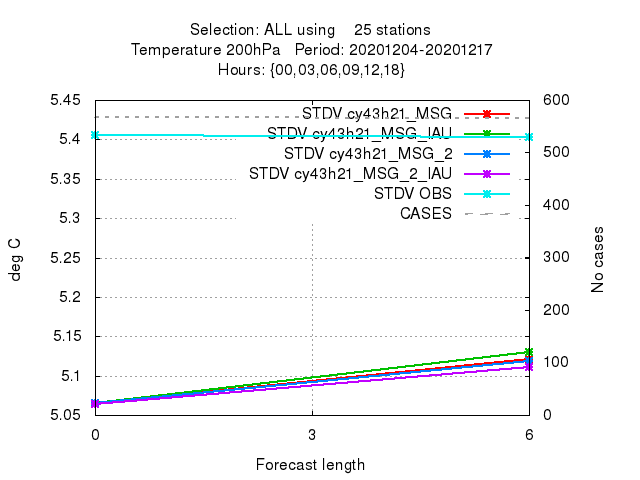 Selection: ALL using 25 stations
Temperature 200hPa Period: 20201204-20201217
Hours: {00,03,06,09,12,18}
5.45
5.4
5.35
5.3
5.25
5.2
5.15
5.1
5.05
deg C
STDV cy43h21_MSG
STDV cy43h21_MSG_IAU
STDV cy43h21_MSG_2
STDV cy43h21_MSG_2_IAU
STDV OBS
CASES
600
500
400
300
200
100
0
No cases
0 3 6
Forecast length